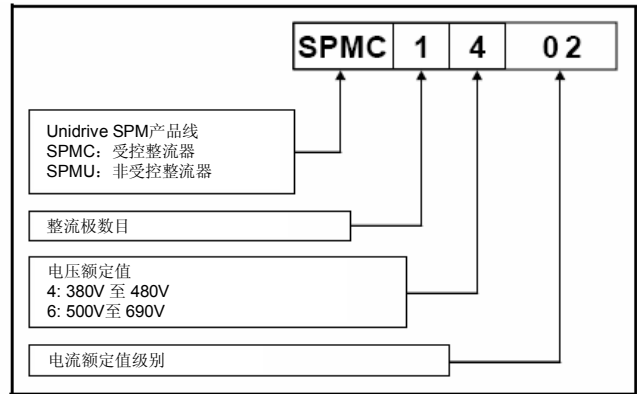 SPMC 1 4 02
Unidrive SPM产品线
SPMC：受控整流器
SPMU：非受控整流器
整流极数目
电压额定值
4: 380V 至 480V
6: 500V至 690V
电流额定值级别